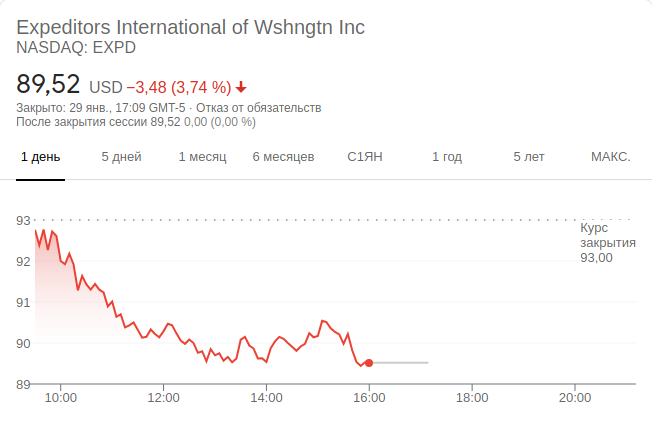 Expeditors International of Wshngtn Inc
NASDAQ: EXPD
89,52 USD −3,48 (3,74 %)
Закрыто: 29 янв., 17:09 GMT-5 · Отказ от обязательств
После закрытия сессии 89,52 0,00 (0,00 %)
1 день 5 дней 1 месяц 6 месяцев С1ЯН 1 год 5 лет МАКС.
93
Курс
закрытия
93,00
92
91
90
89
10:00 12:00 14:00 16:00 18:00 20:00